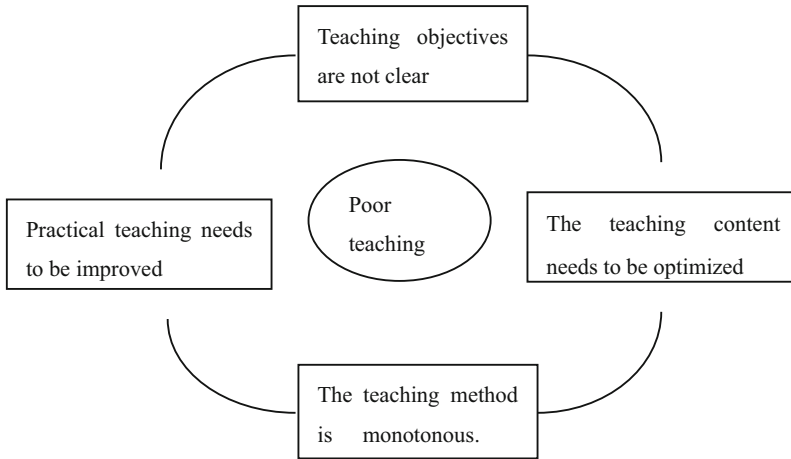 Teaching objectives
are not clear
Practical teaching needs
to be improved
Poor
teaching
The teaching content
needs to be optimized
The teaching method
is monotonous.